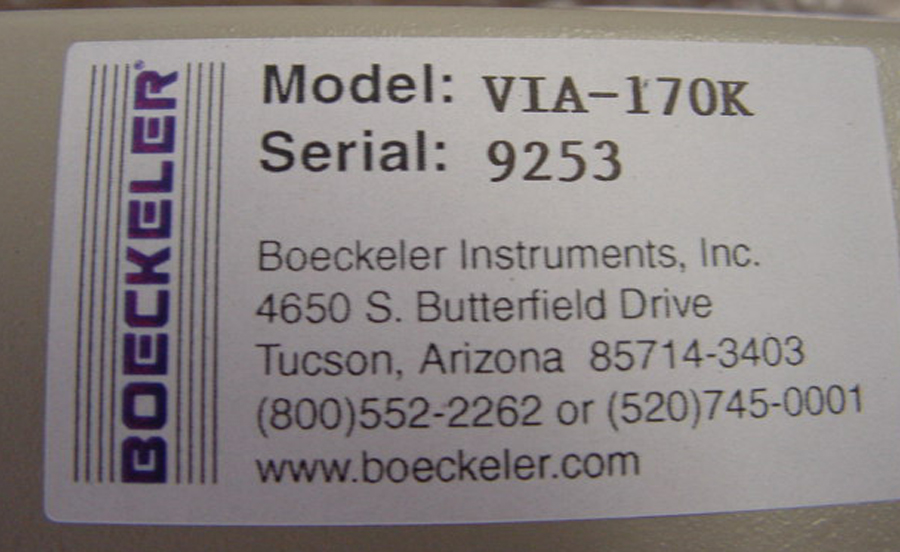 BOECKELER®
Model: VIA-170K
Serial: 9253
Boeckeler Instruments, Inc.
4650 S. Butterfield Drive
Tucson, Arizona 85714-3403
(800)552-2262 or (520)745-0001
www.boeckeler.com